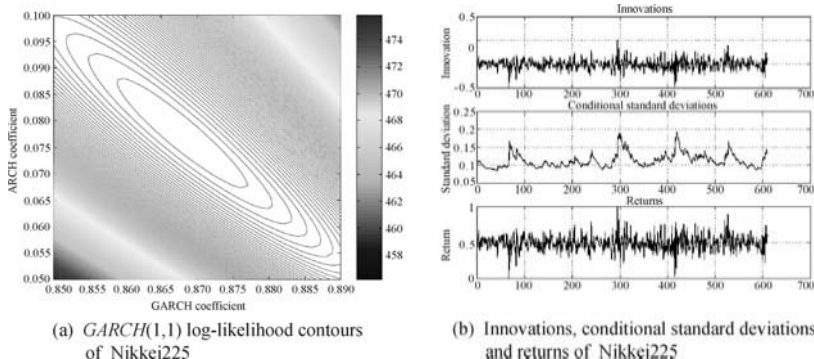 0.100
0.095
0.090
0.085
0.080
0.075
0.070
0.065
0.060
0.055
0.050
ARCH coefficient
0.850
0.855
0.860
0.865
0.870
0.875
0.880
0.885
0.890
GARCH coefficient
474
472
470
468
466
464
462
460
458
(a) GARCH(1,1) log-likelihood contours
of Nikkei225
Innovations
0.5
0
-0.5
Innovation
0 100 200 300 400 500 600 700
Conditional standard deviations
0.2
0.15
0.1
0.05
Standard deviation
0 100 200 300 400 500 600 700
Returns
1
0.5
0
Return
0 100 200 300 400 500 600 700
(b) Innovations, conditional standard deviations
and returns of Nikkei225